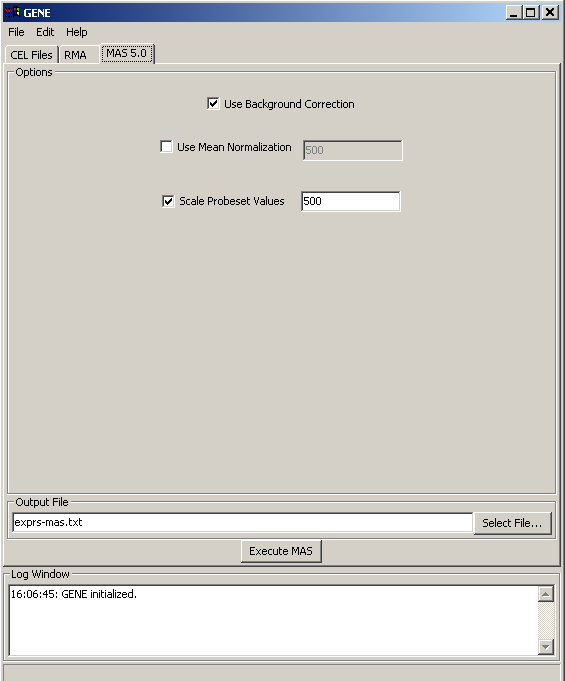 GENE
File Edit Help
CEL Files RMA MAS 5.0
Options
Use Background Correction
Use Mean Normalization 500
Scale Probeset Values 500
Output File
exprs-mas.txt Select File...
Execute MAS
Log Window
16:06:45: GENE initialized.